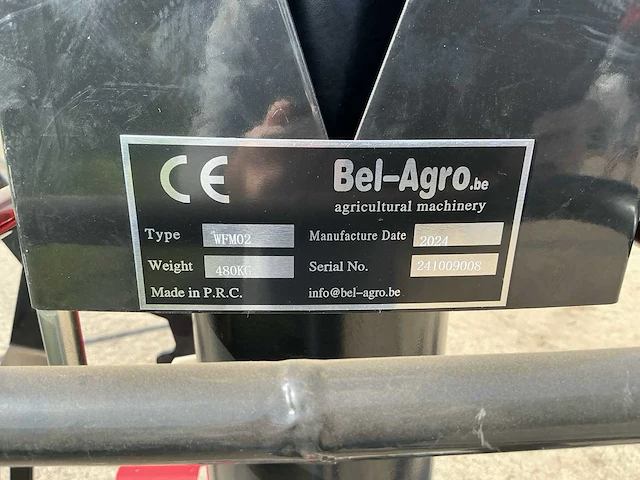 CE Bel-Agro.be
agricultural machinery
Type WFM02 Manufacture Date 2024
Weight 480KG Serial No. 241009008
Made in P.R.C. info@bel-agro.be